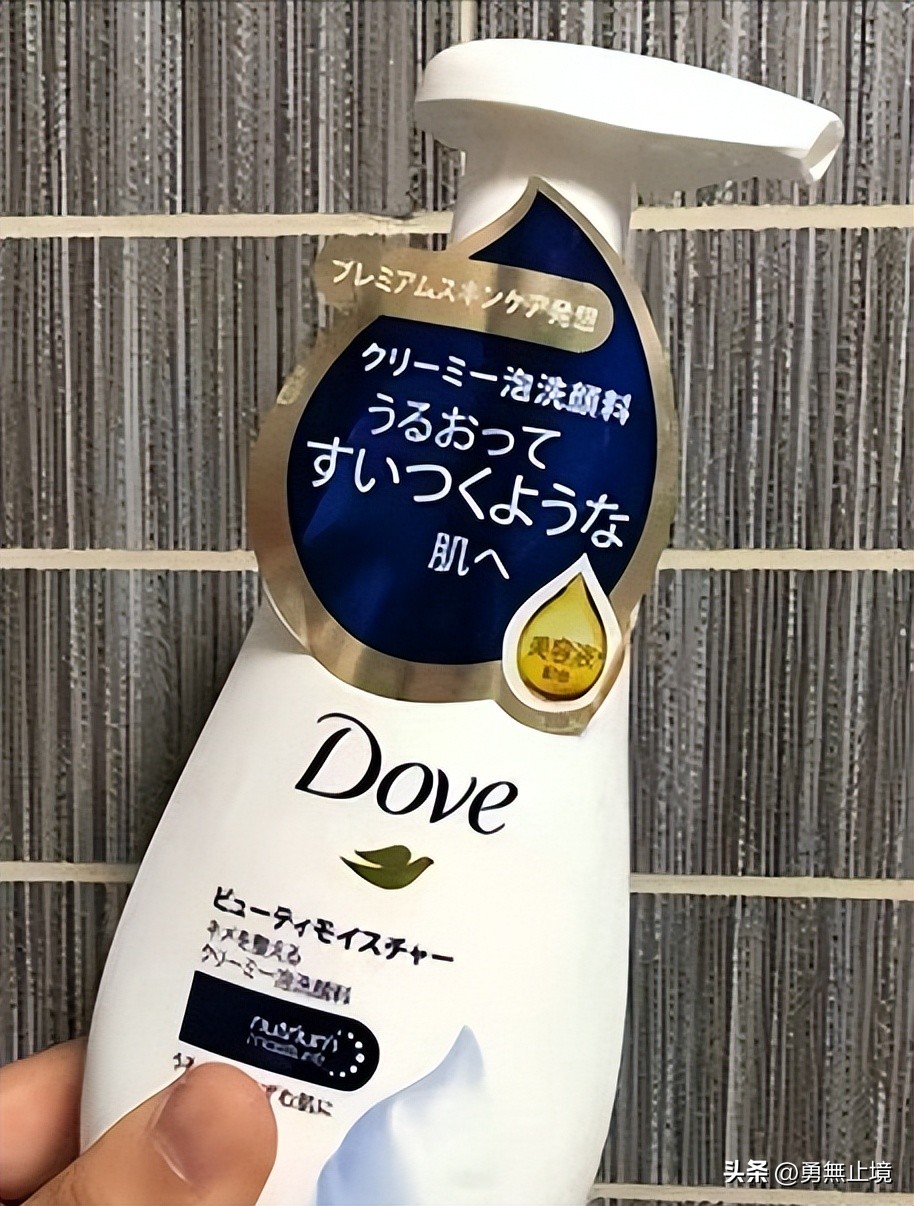 プレミアムスキンケア発想
クリーミー泡洗顔料
うるおって
すいつくような
肌へ
美容液
配合
Dove
ビューティモイスチャー
キメを整える
クリーミー泡洗顔料
moisture
头条 @勇無止境